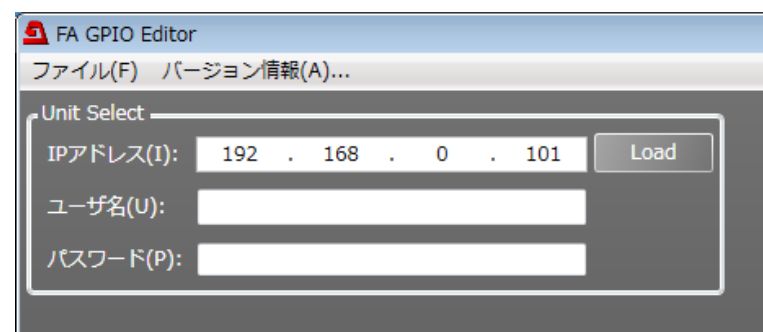 FA GPIO Editor
ファイル(F) バージョン情報(A)...
Unit Select
IPアドレス(I): 192 . 168 . 0 . 101 Load
ユーザ名(U):
パスワード(P):